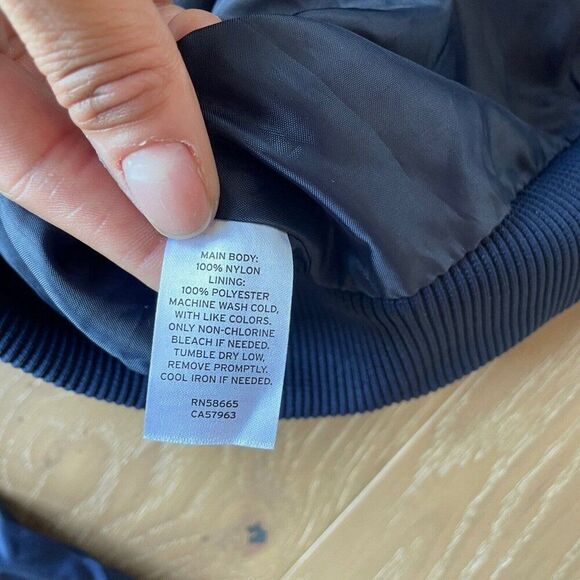 MAIN BODY:
100% NYLON
LINING:
100% POLYESTER
MACHINE WASH COLD,
WITH LIKE COLORS.
ONLY NON-CHLORINE
BLEACH IF NEEDED.
TUMBLE DRY LOW,
REMOVE PROMPTLY.
COOL IRON IF NEEDED.
RN58665
CA57963